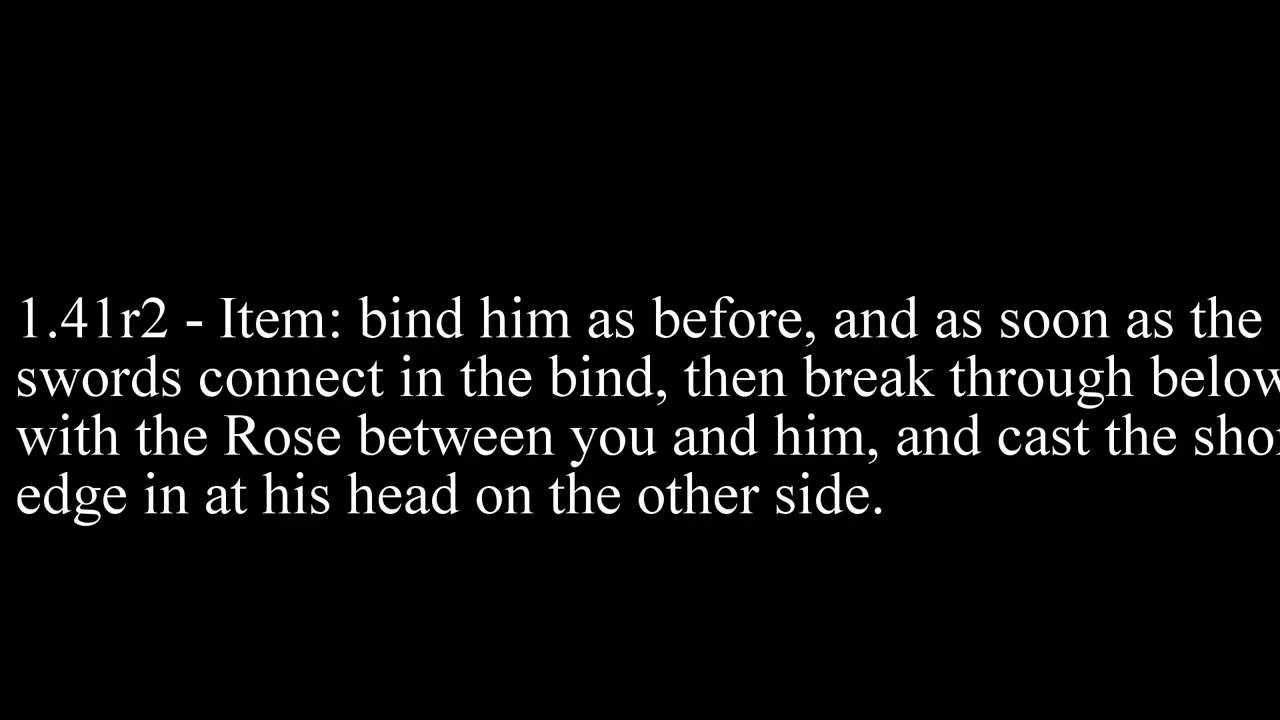 1.41r2 - Item: bind him as before, and as soon as the
swords connect in the bind, then break through below
with the Rose between you and him, and cast the
edge in at his head on the other side.